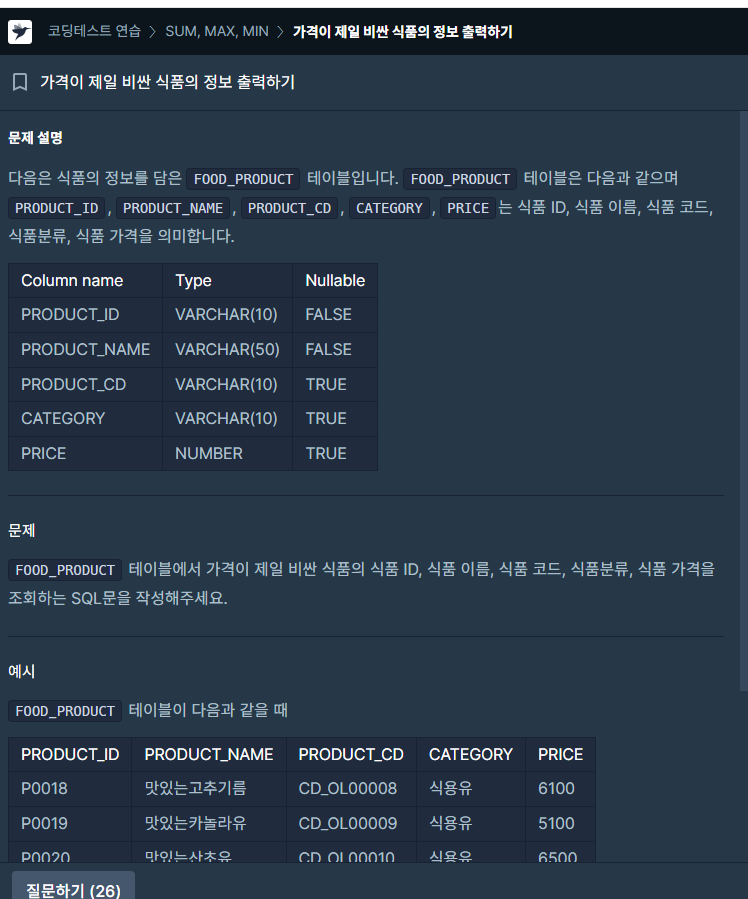 코딩테스트 연습 > SUM, MAX, MIN > 가격이 제일 비싼 식품의 정보 출력하기
가격이 제일 비싼 식품의 정보 출력하기
문제 설명
다음은 식품의 정보를 담은 FOOD_PRODUCT 테이블입니다. FOOD_PRODUCT 테이블은 다음과 같으며
PRODUCT_ID, PRODUCT_NAME, PRODUCT_CD, CATEGORY, PRICE는 식품 ID, 식품 이름, 식품 코드,
식품분류, 식품 가격을 의미합니다.
Column name Type Nullable
PRODUCT_ID VARCHAR(10) FALSE
PRODUCT_NAME VARCHAR(50) FALSE
PRODUCT_CD VARCHAR(10) TRUE
CATEGORY VARCHAR(10) TRUE
PRICE NUMBER TRUE
문제
FOOD_PRODUCT 테이블에서 가격이 제일 비싼 식품의 식품 ID, 식품 이름, 식품 코드, 식품분류, 식품 가격을
조회하는 SQL문을 작성해주세요.
예시
FOOD_PRODUCT 테이블이 다음과 같을 때
PRODUCT_ID PRODUCT_NAME PRODUCT_CD CATEGORY PRICE
P0018 맛있는고추기름 CD_OL00008 식용유 6100
P0019 맛있는카놀라유 CD_OL00009 식용유 5100
P0020 맛있는산초유 CD_OL00010 식용유 6500
질문하기 (26)